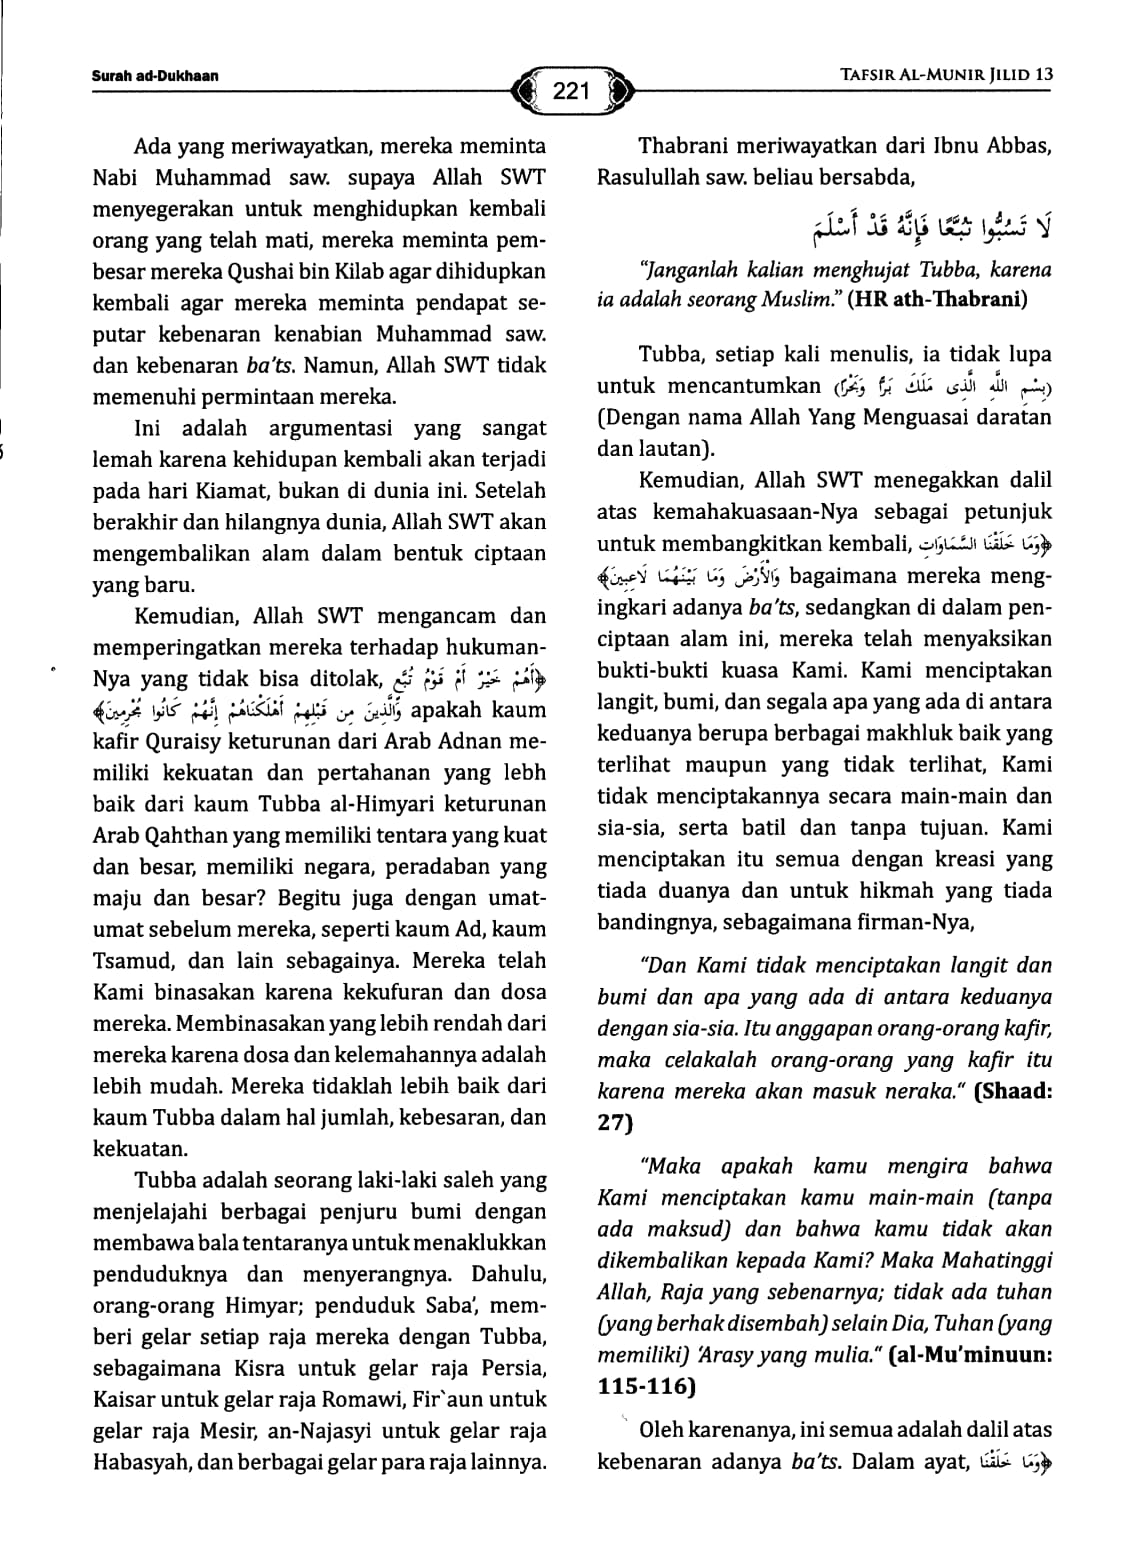 Surah ad-Dukhaan
221
TAFSIR AL-MUNIR JILID 13
Ada yang meriwayatkan, mereka meminta
Nabi Muhammad saw. supaya Allah SWT
menyegerakan untuk menghidupkan kembali
orang yang telah mati, mereka meminta pem-
besar mereka Qushai bin Kilab agar dihidupkan
kembali agar mereka meminta pendapat se-
putar kebenaran kenabian Muhammad saw.
dan kebenaran ba’ts. Namun, Allah SWT tidak
memenuhi permintaan mereka.
Ini adalah argumentasi yang sangat
lemah karena kehidupan kembali akan terjadi
pada hari Kiamat, bukan di dunia ini. Setelah
berakhir dan hilangnya dunia, Allah SWT akan
mengembalikan alam dalam bentuk ciptaan
yang baru.
Kemudian, Allah SWT mengancam dan
memperingatkan mereka terhadap hukuman-
Nya yang tidak bisa ditolak, ﴿أَهُمْ خَيْرٌ أَمْ قَوْمُ تُبَّعٍ
وَّالَّذِينَ مِن قَبْلِهِمْ أَهْلَكْنَاهُمْ إِنَّهُمْ كَانُوا مُجْرِمِينَ﴾ apakah kaum
kafir Quraisy keturunan dari Arab Adnan me-
miliki kekuatan dan pertahanan yang lebh
baik dari kaum Tubba al-Himyari keturunan
Arab Qahthan yang memiliki tentara yang kuat
dan besar, memiliki negara, peradaban yang
maju dan besar? Begitu juga dengan umat-
umat sebelum mereka, seperti kaum Ad, kaum
Tsamud, dan lain sebagainya. Mereka telah
Kami binasakan karena kekufuran dan dosa
mereka. Membinasakan yang lebih rendah dari
mereka karena dosa dan kelemahannya adalah
lebih mudah. Mereka tidaklah lebih baik dari
kaum Tubba dalam hal jumlah, kebesaran, dan
kekuatan.
Tubba adalah seorang laki-laki saleh yang
menjelajahi berbagai penjuru bumi dengan
membawa bala tentaranya untuk menaklukkan
penduduknya dan menyerangnya. Dahulu,
orang-orang Himyar; penduduk Saba’, mem-
beri gelar setiap raja mereka dengan Tubba,
sebagaimana Kisra untuk gelar raja Persia,
Kaisar untuk gelar raja Romawi, Fir`aun untuk
gelar raja Mesir, an-Najasyi untuk gelar raja
Habasyah, dan berbagai gelar para raja lainnya.
Thabrani meriwayatkan dari Ibnu Abbas,
Rasulullah saw. beliau bersabda,
لَا تَسُبُّوا تُبَّعًا فَإِنَّهُ قَدْ أَسْلَمَ
“Janganlah kalian menghujat Tubba, karena
ia adalah seorang Muslim.” (HR ath-Thabrani)
Tubba, setiap kali menulis, ia tidak lupa
untuk mencantumkan (بِسْمِ اللَّهِ الَّذِى مَلَكَ بَرًّا وَبَحْرًا)
(Dengan nama Allah Yang Menguasai daratan
dan lautan).
Kemudian, Allah SWT menegakkan dalil
atas kemahakuasaan-Nya sebagai petunjuk
untuk membangkitkan kembali, ﴿وَمَا خَلَقْنَا السَّمَاوَاتِ
وَالْأَرْضَ وَمَا بَيْنَهُمَا لَاعِبِينَ﴾ bagaimana mereka meng-
ingkari adanya ba’ts, sedangkan di dalam pen-
ciptaan alam ini, mereka telah menyaksikan
bukti-bukti kuasa Kami. Kami menciptakan
langit, bumi, dan segala apa yang ada di antara
keduanya berupa berbagai makhluk baik yang
terlihat maupun yang tidak terlihat, Kami
tidak menciptakannya secara main-main dan
sia-sia, serta batil dan tanpa tujuan. Kami
menciptakan itu semua dengan kreasi yang
tiada duanya dan untuk hikmah yang tiada
bandingnya, sebagaimana firman-Nya,
“Dan Kami tidak menciptakan langit dan
bumi dan apa yang ada di antara keduanya
dengan sia-sia. Itu anggapan orang-orang kafir,
maka celakalah orang-orang yang kafir itu
karena mereka akan masuk neraka.“ (Shaad:
27)
“Maka apakah kamu mengira bahwa
Kami menciptakan kamu main-main (tanpa
ada maksud) dan bahwa kamu tidak akan
dikembalikan kepada Kami? Maka Mahatinggi
Allah, Raja yang sebenarnya; tidak ada tuhan
(yang berhak disembah) selain Dia, Tuhan (yang
memiliki) ‘Arasy yang mulia.“ (al-Mu’minuun:
115-116)
Oleh karenanya, ini semua adalah dalil atas
kebenaran adanya ba’ts. Dalam ayat, ﴿وَمَا خَلَقْنَا